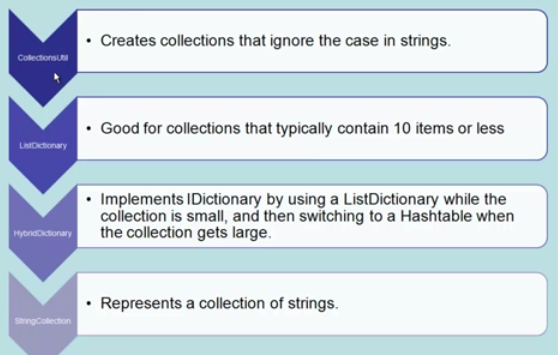 CollectionsUtil
• Creates collections that ignore the case in strings.
ListDictionary
• Good for collections that typically contain 10 items or less
HybridDictionary
• Implements IDictionary by using a ListDictionary while the
collection is small, and then switching to a Hashtable when
the collection gets large.
StringCollection
• Represents a collection of strings.